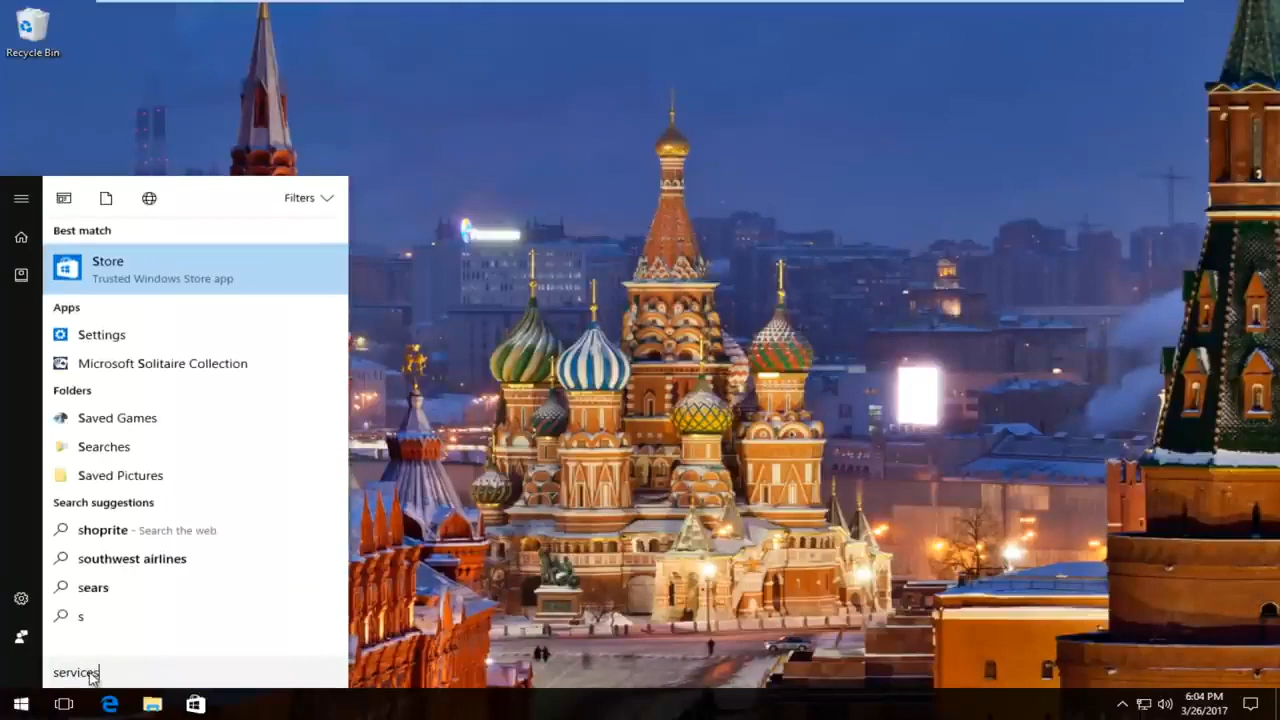 Recycle Bin
Filters
Best match
Store
Trusted Windows Store app
Apps
Settings
Microsoft Solitaire Collection
Folders
Saved Games
Searches
Saved Pictures
Search suggestions
shoprite - Search the web
southwest airlines
sears
s
services
6:04 PM
3/26/2017